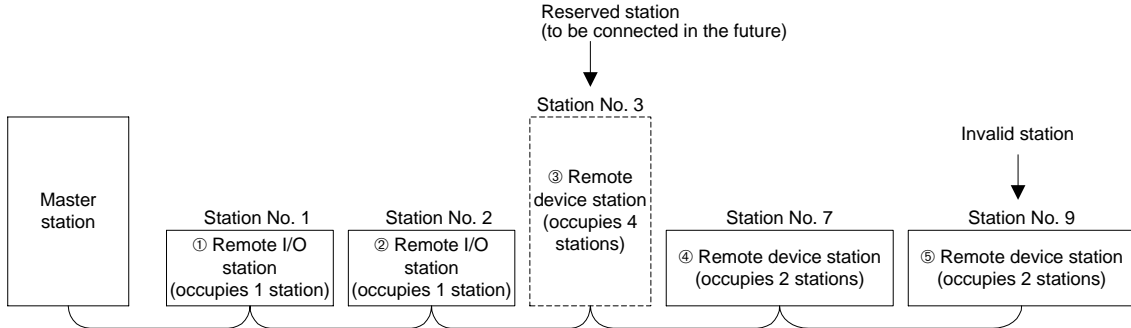 Reserved station
(to be connected in the future)
Station No. 3
Invalid station
Master
station
Station No. 1
Station No. 2
③ Remote
device station
(occupies 4
stations)
Station No. 7
Station No. 9
① Remote I/O
station
(occupies 1 station)
② Remote I/O
station
(occupies 1 station)
④ Remote device station
(occupies 2 stations)
⑤ Remote device station
(occupies 2 stations)